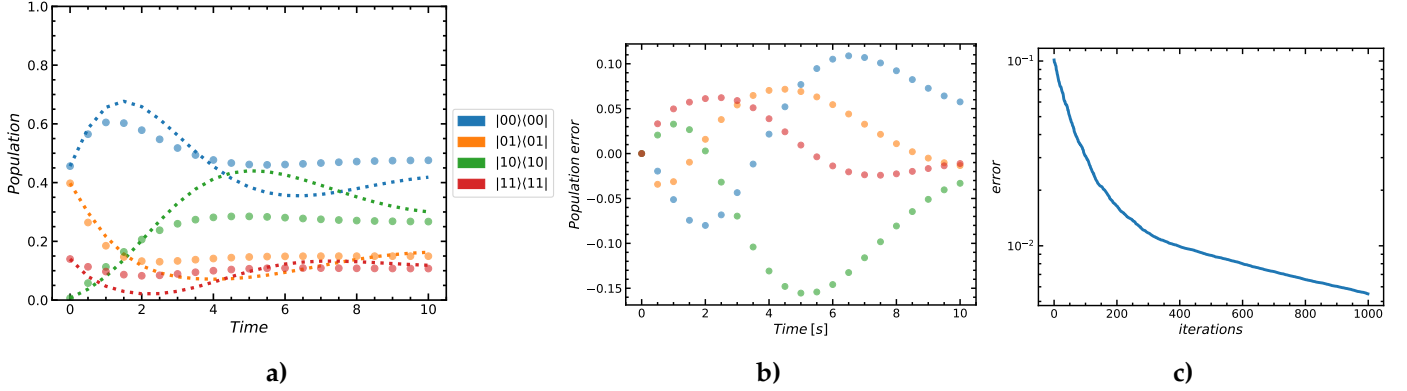 1.0
0.8
0.6
0.4
0.2
0.0
Population
0 2 4 6 8 10
Time
|00⟩⟨00|
|01⟩⟨01|
|10⟩⟨10|
|11⟩⟨11|
a)
0.10
0.05
0.00
−0.05
−0.10
−0.15
Population error
0 2 4 6 8 10
Time [s]
b)
10⁻¹
10⁻²
error
0 200 400 600 800 1000
iterations
c)